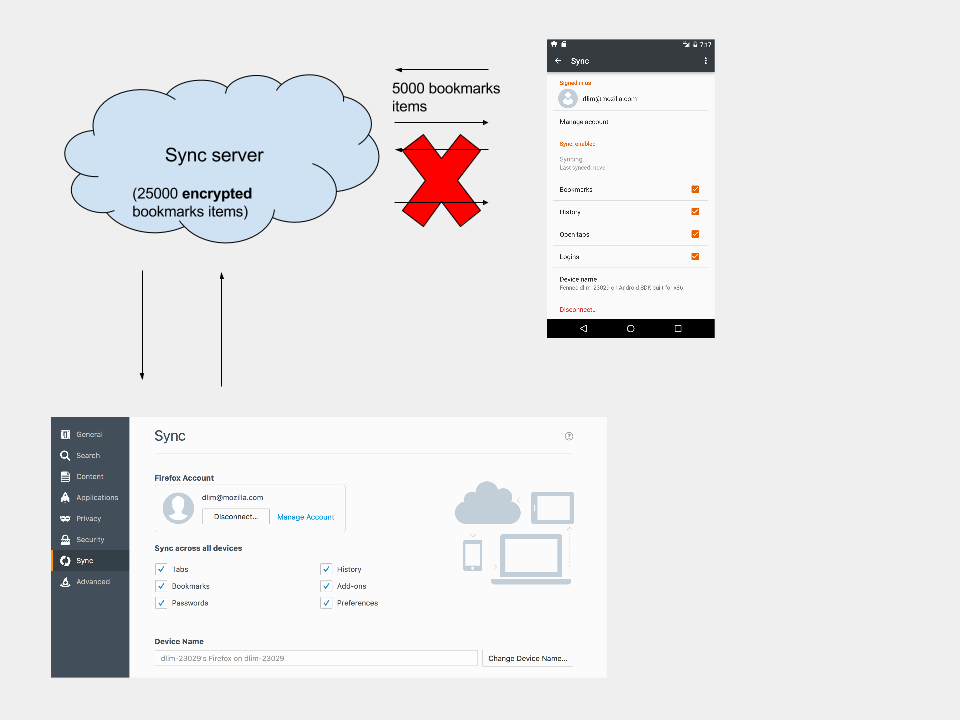 5000 bookmarks
items
Sync server
(25000 encrypted
bookmarks items)
7:17
Sync
Signed in as
dlim@mozilla.com
Manage account
Sync enabled
Syncing
Last synced: never
Bookmarks
History
Open tabs
Logins
Device name
Fennec dlim-23029 on Android SDK built for x86
Disconnect...
General
Search
Content
Applications
Privacy
Security
Sync
Advanced
Sync
Firefox Account
dlim@mozilla.com
Disconnect...
Manage Account
Sync across all devices
Tabs
History
Bookmarks
Add-ons
Passwords
Preferences
Device Name
dlim-23029's Firefox on dlim-23029
Change Device Name...